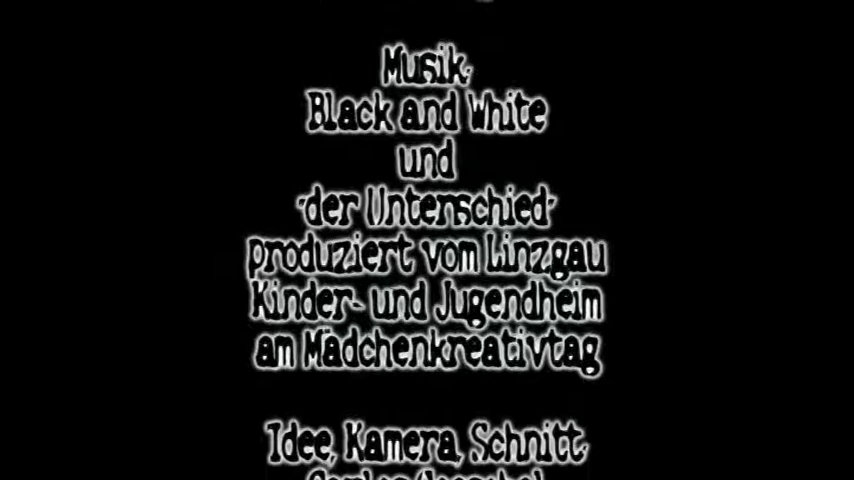 Musik:
Black and White
und
"der Unterschied"
produziert vom Linzgau
Kinder- und Jugendheim
am Mädchenkreativtag
Idee, Kamera, Schnitt: